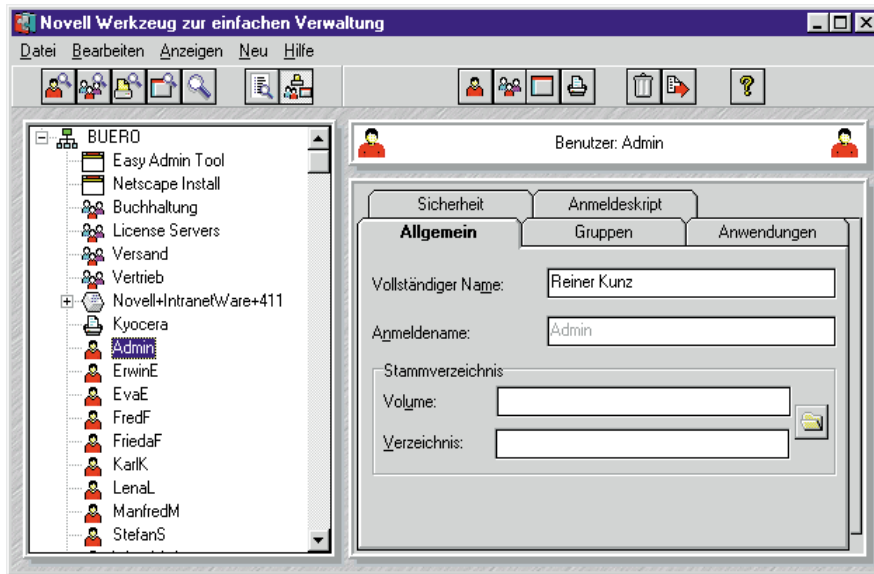 Novell Werkzeug zur einfachen Verwaltung
Datei Bearbeiten Anzeigen Neu Hilfe
BUERO
Easy Admin Tool
Netscape Install
Buchhaltung
License Servers
Versand
Vertrieb
Novell+IntranetWare+411
Kyocera
Admin
ErwinE
EvaE
FredF
FriedaF
KarlK
LenaL
ManfredM
StefanS
Benutzer: Admin
Sicherheit Anmeldeskript
Allgemein Gruppen Anwendungen
Vollständiger Name: Reiner Kunz
Anmeldename: Admin
Stammverzeichnis
Volume:
Verzeichnis: